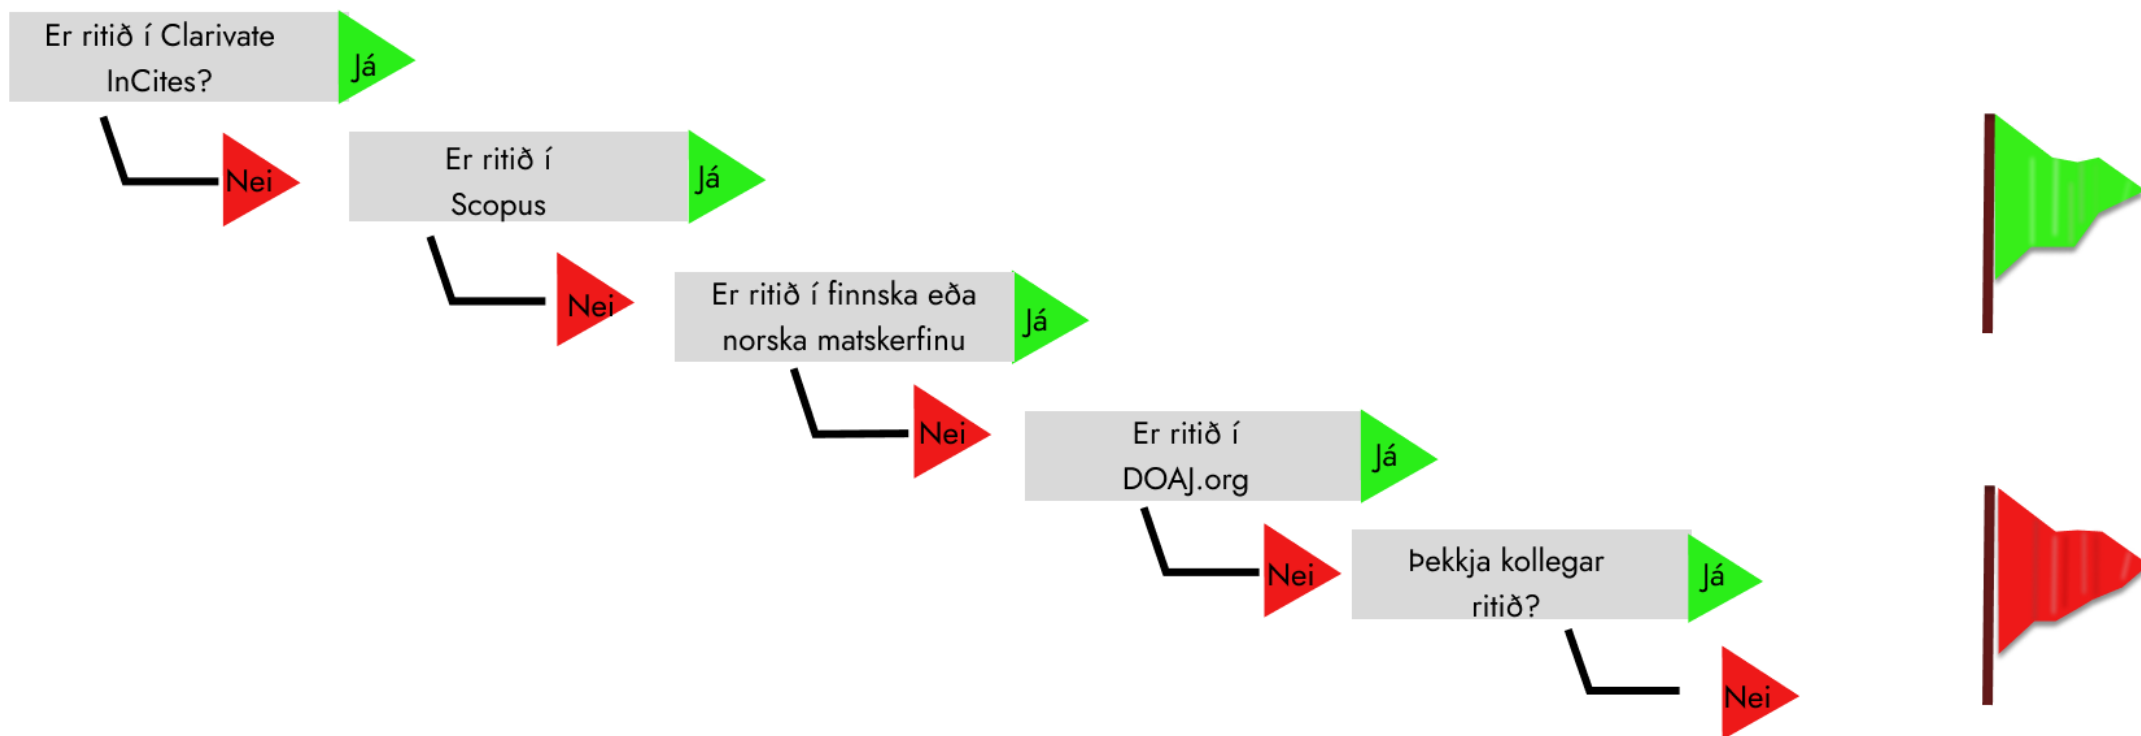 Er ritið í Clarivate
InCites?
Já
Nei
Er ritið í
Scopus
Já
Nei
Er ritið í finnska eða
norska matskerfinu
Já
Nei
Er ritið í
DOAJ.org
Já
Nei
Þekkja kollegar
ritið?
Já
Nei